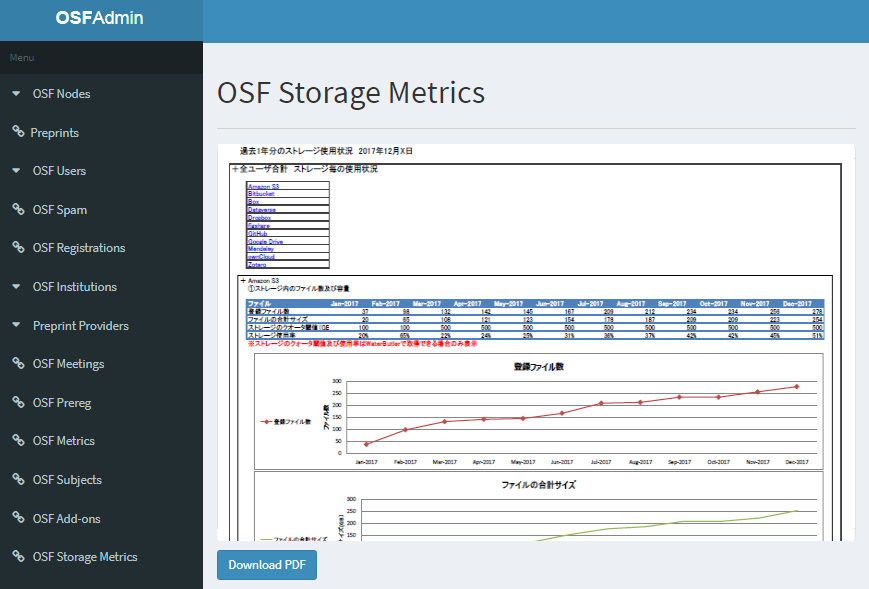 OSFAdmin
Menu
OSF Nodes
Preprints
OSF Users
OSF Spam
OSF Registrations
OSF Institutions
Preprint Providers
OSF Meetings
OSF Prereg
OSF Metrics
OSF Subjects
OSF Add-ons
OSF Storage Metrics
OSF Storage Metrics
過去1年分のストレージ使用状況 2017年12月X日
+全ユーザ合計 ストレージ毎の使用状況
Amazon S3
Bitbucket
Box
Dataverse
Dropbox
figshare
GitHub
Google Drive
Mendeley
ownCloud
Zotero
+ Amazon S3
①ストレージ内のファイル数及び容量
ファイル Jan-2017 Feb-2017 Mar-2017 Apr-2017 May-2017 Jun-2017 Jul-2017 Aug-2017 Sep-2017 Oct-2017 Nov-2017 Dec-2017
登録ファイル数 37 98 132 142 145 167 209 212 234 234 256 278
ファイルの合計サイズ 20 65 108 121 123 154 178 187 209 209 223 254
ストレージのクオータ閾値(GB 100 100 500 500 500 500 500 500 500 500 500 500
ストレージ使用率 20% 65% 22% 24% 25% 31% 36% 37% 42% 42% 45% 51%
※ストレージのクオータ閾値及び使用率はWaterButlerで取得できる場合のみ表示
登録ファイル数
300
250
200
150
100
50
0
ファイル数
登録ファイル数
Jan-2017 Feb-2017 Mar-2017 Apr-2017 May-2017 Jun-2017 Jul-2017 Aug-2017 Sep-2017 Oct-2017 Nov-2017 Dec-2017
ファイルの合計サイズ
300
250
200
150
ファイルの合計サイズ
Download PDF